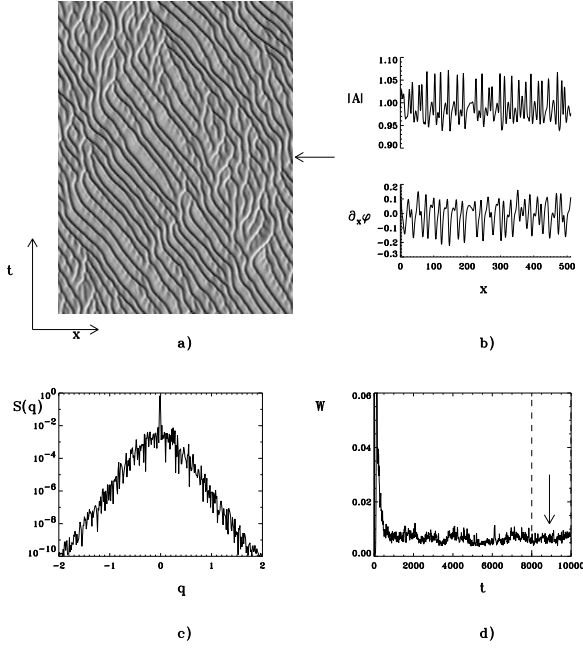 t
x
a)
1.10
1.05
|A| 1.00
0.95
0.90
0.2
0.1
∂xφ 0.0
-0.1
-0.2
-0.3
0 100 200 300 400 500
x
b)
S(q)
10^0
10^-2
10^-4
10^-6
10^-8
10^-10
-2 -1 0 1 2
q
c)
W
0.06
0.04
0.02
0.00
0 2000 4000 6000 8000 10000
t
d)